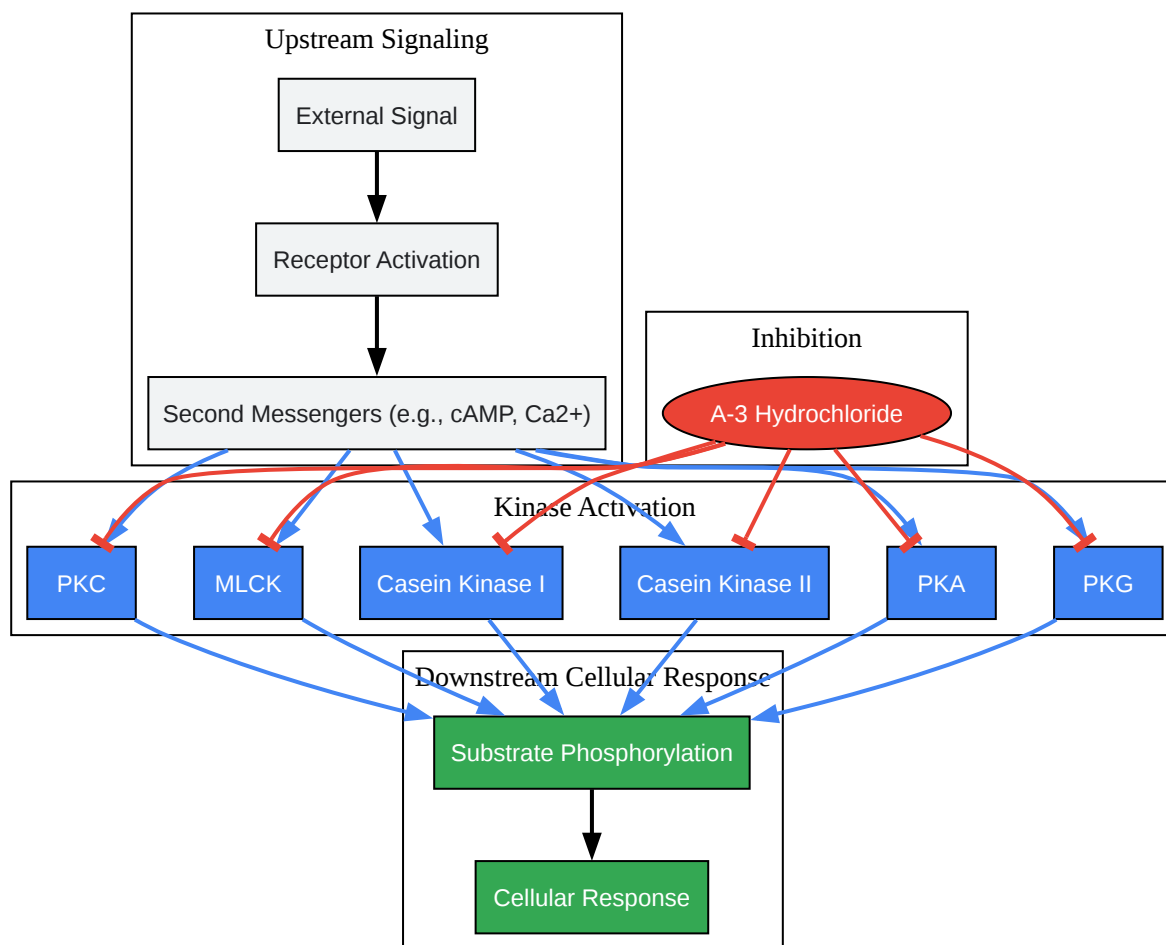 Upstream Signaling
External Signal
Receptor Activation
Inhibition
Second Messengers (e.g., cAMP, Ca2+)
A-3 Hydrochloride
Kinase Activation
PKC
MLCK
Casein Kinase I
Casein Kinase II
PKA
PKG
Downstream Cellular Response
Substrate Phosphorylation
Cellular Response